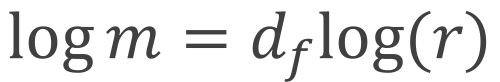 log m = d_f log(r)